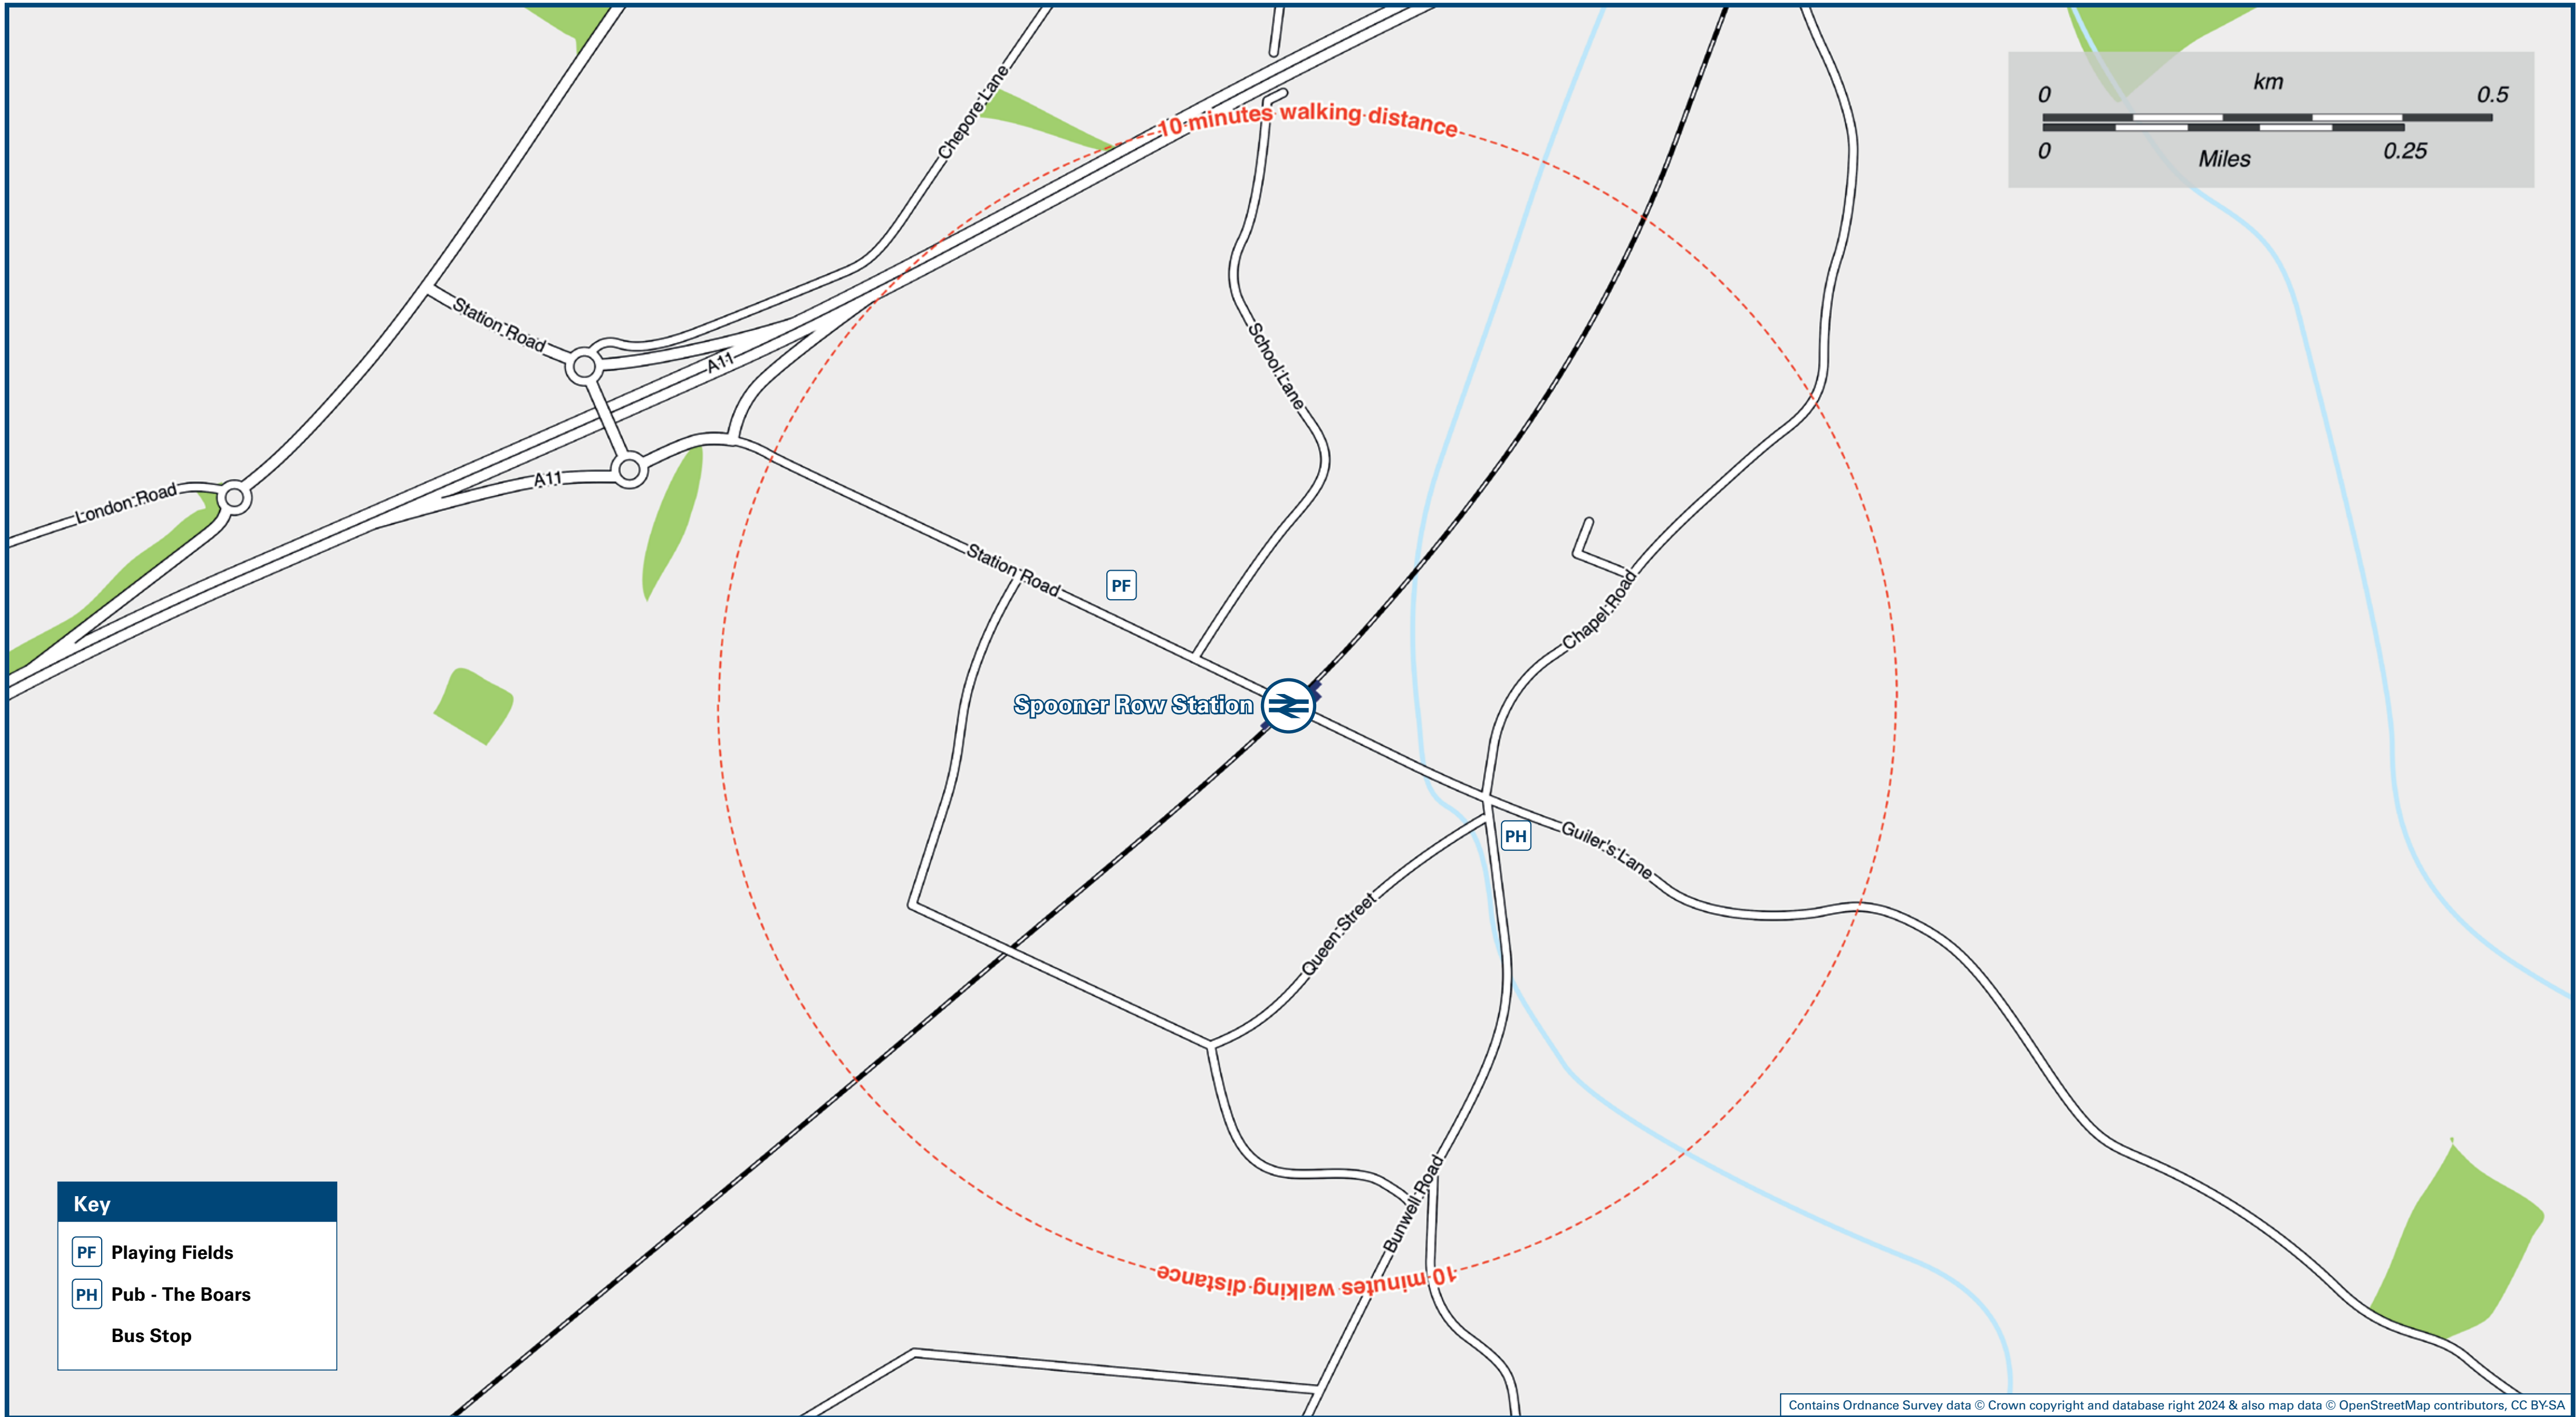 km
0 0.5
0 0.25
Miles
10 minutes walking distance
Chepore Lane
Station Road
A11
School Lane
A11
London Road
Station Road
PF
Chapel Road
Spooner Row Station
PH
Guiler's Lane
Queen Street
Bunwell Road
10 minutes walking distance
Key
PF Playing Fields
PH Pub - The Boars
Bus Stop
Contains Ordnance Survey data © Crown copyright and database right 2024 & also map data © OpenStreetMap contributors, CC BY-SA